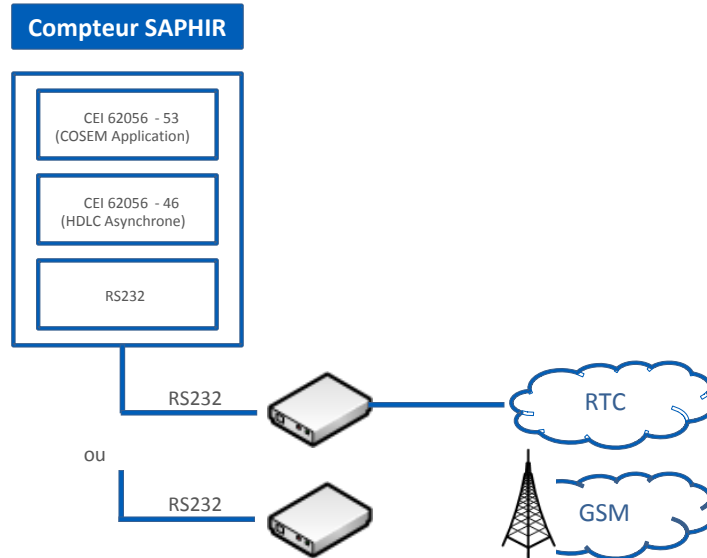 Compteur SAPHIR
CEI 62056 - 53
(COSEM Application)
CEI 62056 - 46
(HDLC Asynchrone)
RS232
RS232
RTC
ou
RS232
GSM